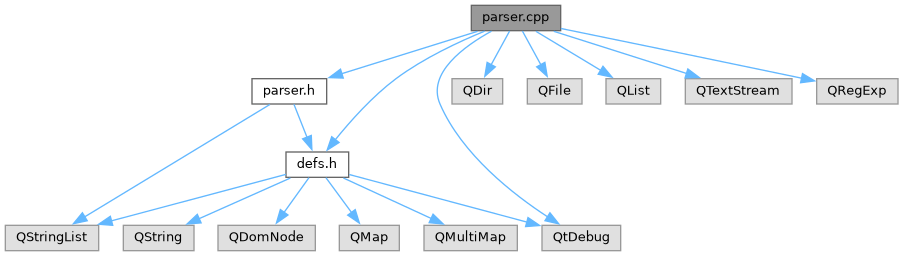 parser.cpp
parser.h
QDir
QFile
QList
QTextStream
QRegExp
defs.h
QStringList
QString
QDomNode
QMap
QMultiMap
QtDebug